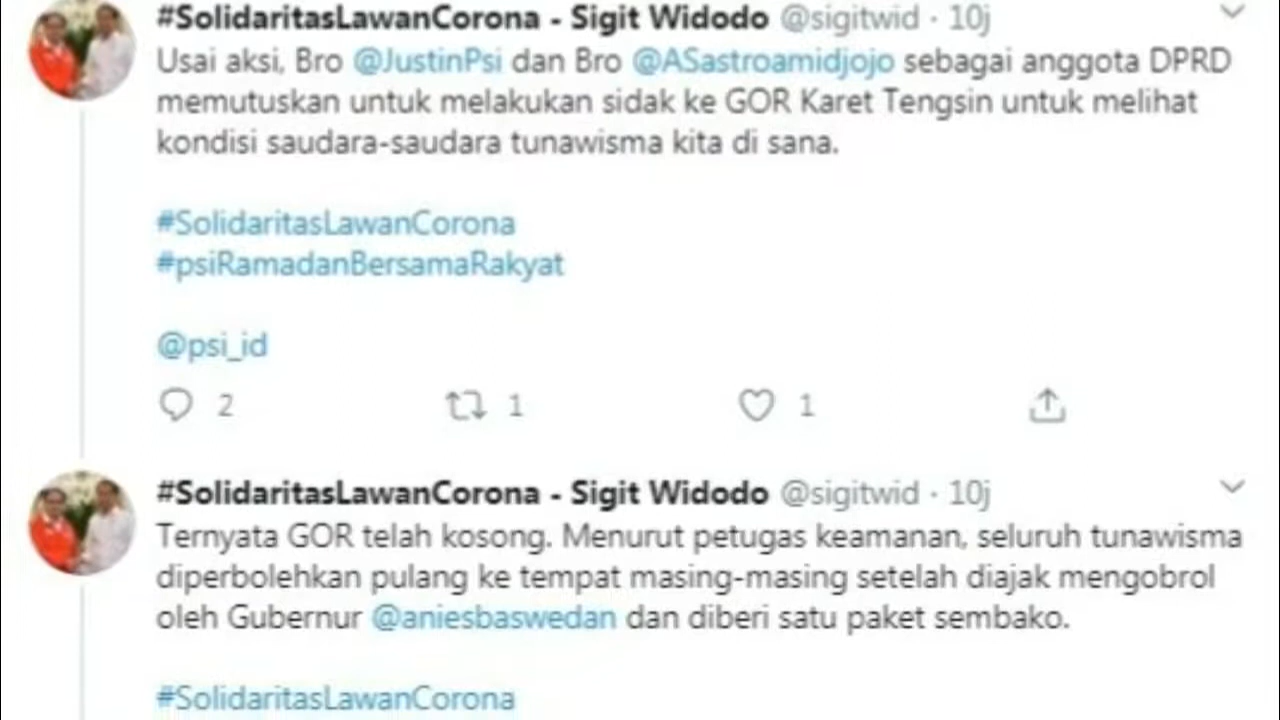 #SolidaritasLawanCorona - Sigit Widodo @sigitwid · 10j
Usai aksi, Bro @JustinPsi dan Bro @ASastroamidjojo sebagai anggota DPRD
memutuskan untuk melakukan sidak ke GOR Karet Tengsin untuk melihat
kondisi saudara-saudara tunawisma kita di sana.
#SolidaritasLawanCorona
#psiRamadanBersamaRakyat
@psi_id
2 1 1
#SolidaritasLawanCorona - Sigit Widodo @sigitwid · 10j
Ternyata GOR telah kosong. Menurut petugas keamanan, seluruh tunawisma
diperbolehkan pulang ke tempat masing-masing setelah diajak mengobrol
oleh Gubernur @aniesbaswedan dan diberi satu paket sembako.
#SolidaritasLawanCorona